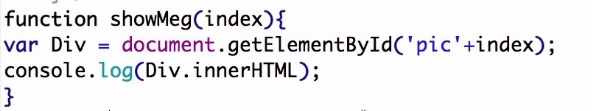 function showMeg(index){
var Div = document.getElementById('pic'+index);
console.log(Div.innerHTML);
}